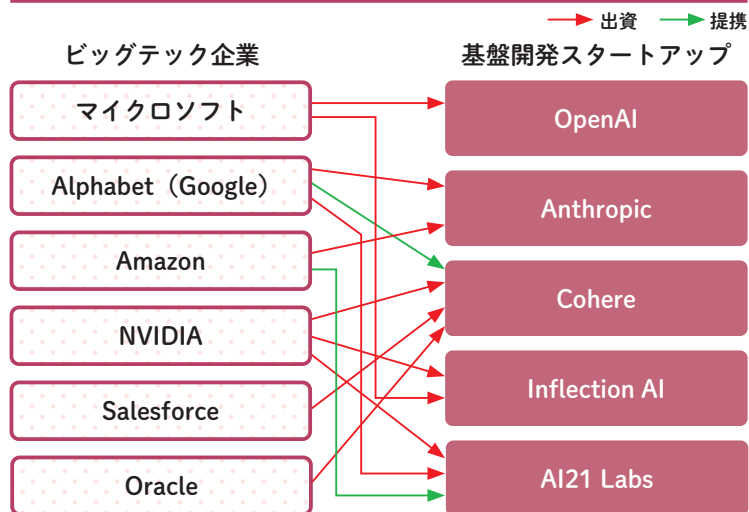 出資 提携
ビッグテック企業
基盤開発スタートアップ
マイクロソフト
Alphabet（Google）
Amazon
NVIDIA
Salesforce
Oracle
OpenAI
Anthropic
Cohere
Inflection AI
AI21 Labs